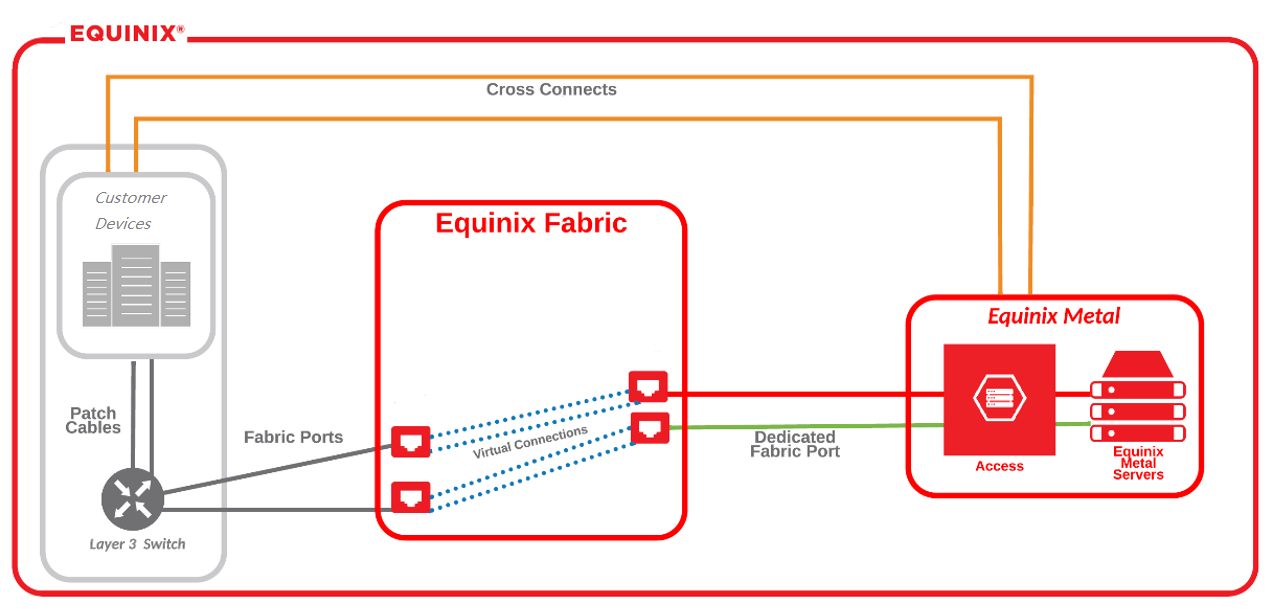 EQUINIX®
Cross Connects
Customer
Devices
Equinix Fabric
Equinix Metal
Patch
Cables
Fabric Ports
Virtual Connections
Dedicated
Fabric Port
Access
Equinix
Metal
Servers
Layer 3 Switch